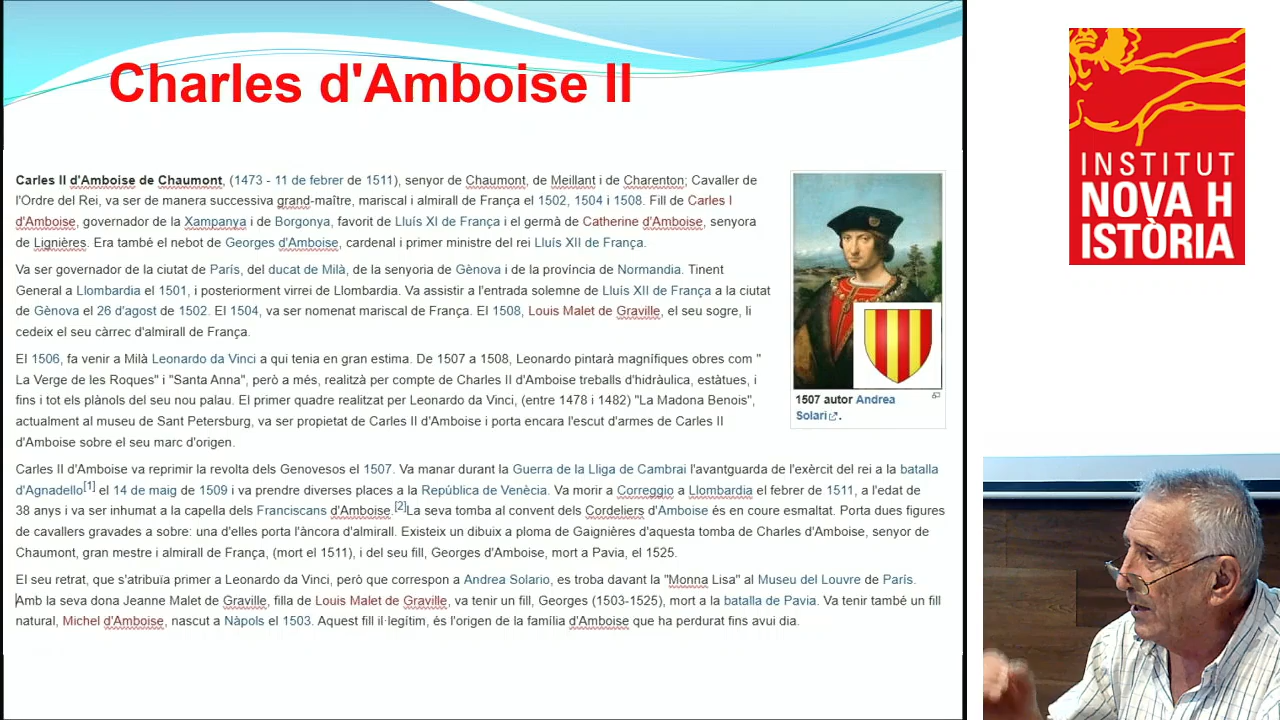 Charles d'Amboise II
Carles II d'Amboise de Chaumont, (1473 - 11 de febrer de 1511), senyor de Chaumont, de Meillant i de Charenton; Cavaller de
l'Ordre del Rei, va ser de manera successiva grand-maître, mariscal i almirall de França el 1502, 1504 i 1508. Fill de Carles I
d'Amboise, governador de la Xampanya i de Borgonya, favorit de Lluís XI de França i el germà de Catherine d'Amboise, senyora
de Lignières. Era també el nebot de Georges d'Amboise, cardenal i primer ministre del rei Lluís XII de França.
Va ser governador de la ciutat de París, del ducat de Milà, de la senyoria de Gènova i de la província de Normandia. Tinent
General a Llombardia el 1501, i posteriorment virrei de Llombardia. Va assistir a l'entrada solemne de Lluís XII de França a la ciutat
de Gènova el 26 d'agost de 1502. El 1504, va ser nomenat mariscal de França. El 1508, Louis Malet de Graville, el seu sogre, li
cedeix el seu càrrec d'almirall de França.
El 1506, fa venir a Milà Leonardo da Vinci a qui tenia en gran estima. De 1507 a 1508, Leonardo pintarà magnífiques obres com "
La Verge de les Roques" i "Santa Anna", però a més, realitzà per compte de Charles II d'Amboise treballs d'hidràulica, estàtues, i
fins i tot els plànols del seu nou palau. El primer quadre realitzat per Leonardo da Vinci, (entre 1478 i 1482) "La Madona Benois",
actualment al museu de Sant Petersburg, va ser propietat de Carles II d'Amboise i porta encara l'escut d'armes de Carles II
d'Amboise sobre el seu marc d'origen.
1507 autor Andrea
Solari.
Carles II d'Amboise va reprimir la revolta dels Genovesos el 1507. Va manar durant la Guerra de la Lliga de Cambrai l'avantguarda de l'exèrcit del rei a la batalla
d'Agnadello[1] el 14 de maig de 1509 i va prendre diverses places a la República de Venècia. Va morir a Correggio a Llombardia el febrer de 1511, a l'edat de
38 anys i va ser inhumat a la capella dels Franciscans d'Amboise.[2]La seva tomba al convent dels Cordeliers d'Amboise és en coure esmaltat. Porta dues figures
de cavallers gravades a sobre: una d'elles porta l'àncora d'almirall. Existeix un dibuix a ploma de Gaignières d'aquesta tomba de Charles d'Amboise, senyor de
Chaumont, gran mestre i almirall de França, (mort el 1511), i del seu fill, Georges d'Amboise, mort a Pavia, el 1525.
El seu retrat, que s'atribuïa primer a Leonardo da Vinci, però que correspon a Andrea Solario, es troba davant la "Monna Lisa" al Museu del Louvre de París.
Amb la seva dona Jeanne Malet de Graville, filla de Louis Malet de Graville, va tenir un fill, Georges (1503-1525), mort a la batalla de Pavia. Va tenir també un fill
natural, Michel d'Amboise, nascut a Nàpols el 1503. Aquest fill il·legítim, és l'origen de la família d'Amboise que ha perdurat fins avui dia.
INSTITUT
NOVA H
ISTÒRIA